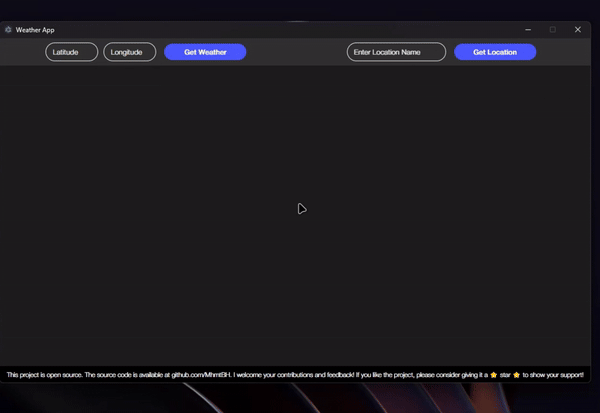 Weather App
Latitude Longitude Get Weather Enter Location Name Get Location
This project is open source. The source code is available at github.com/MhmtBH. I welcome your contributions and feedback! If you like the project, please consider giving it a ⭐ star ⭐ to show your support!